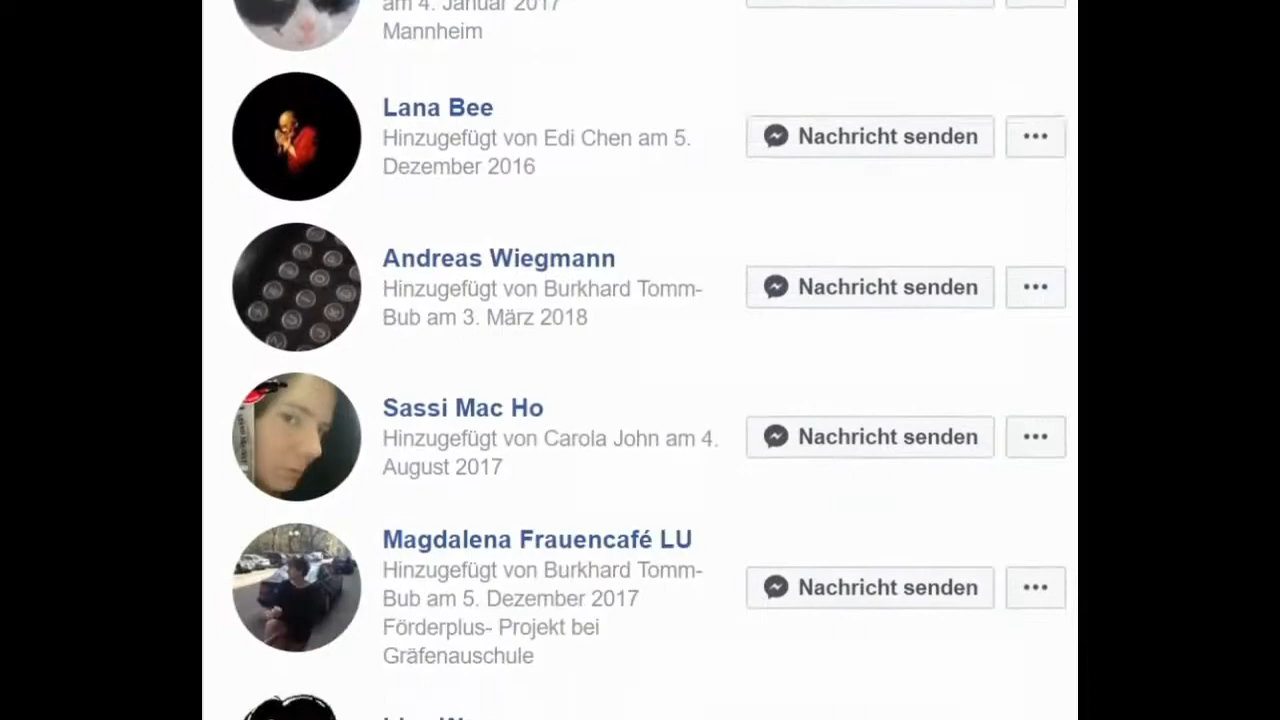 am 4. Januar 2017
Mannheim
Lana Bee
Hinzugefügt von Edi Chen am 5.
Dezember 2016
Nachricht senden
Andreas Wiegmann
Hinzugefügt von Burkhard Tomm-
Bub am 3. März 2018
Nachricht senden
Sassi Mac Ho
Hinzugefügt von Carola John am 4.
August 2017
Nachricht senden
Magdalena Frauencafé LU
Hinzugefügt von Burkhard Tomm-
Bub am 5. Dezember 2017
Förderplus- Projekt bei
Gräfenauschule
Nachricht senden